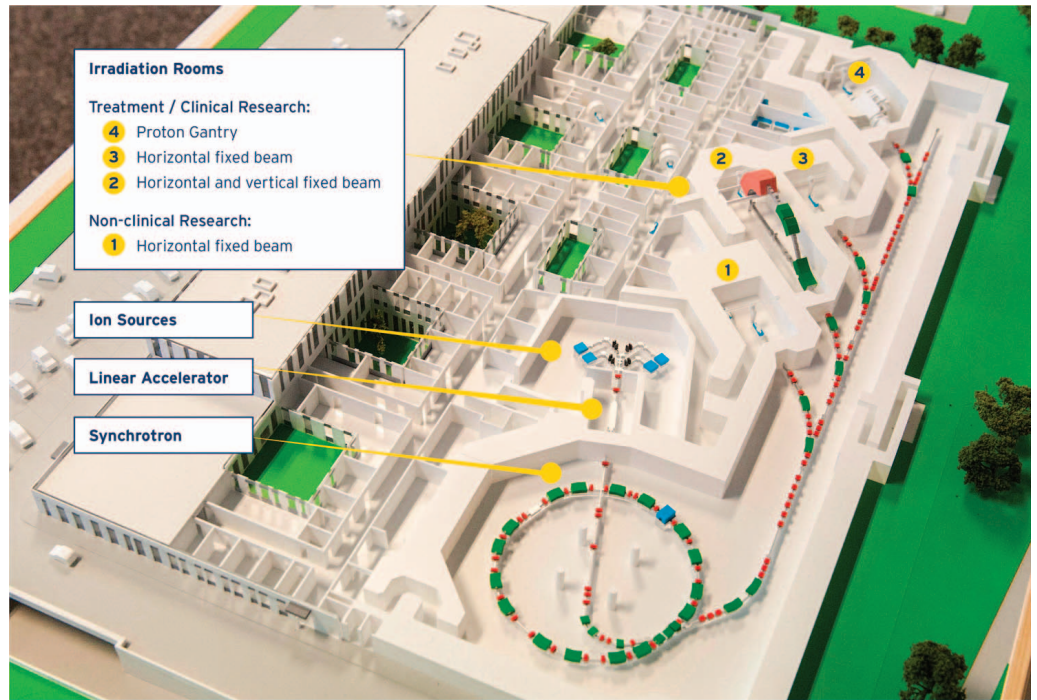 Irradiation Rooms
Treatment / Clinical Research:
4 Proton Gantry
3 Horizontal fixed beam
2 Horizontal and vertical fixed beam
Non-clinical Research:
1 Horizontal fixed beam
Ion Sources
Linear Accelerator
Synchrotron
4
2 3
1